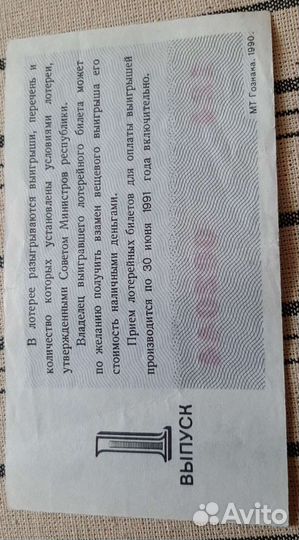 В лотерее разыгрываются выигрыши, перечень и
количество которых установлены условиями лотереи,
утвержденными Советом Министров республики.
Владелец выигравшего лотерейного билета может
по желанию получить взамен вещевого выигрыша его
стоимость наличными деньгами.
Прием лотерейных билетов для оплаты выигрышей
производится по 30 июня 1991 года включительно.
МТ Гознака. 1990.
1
ВЫПУСК
Avito